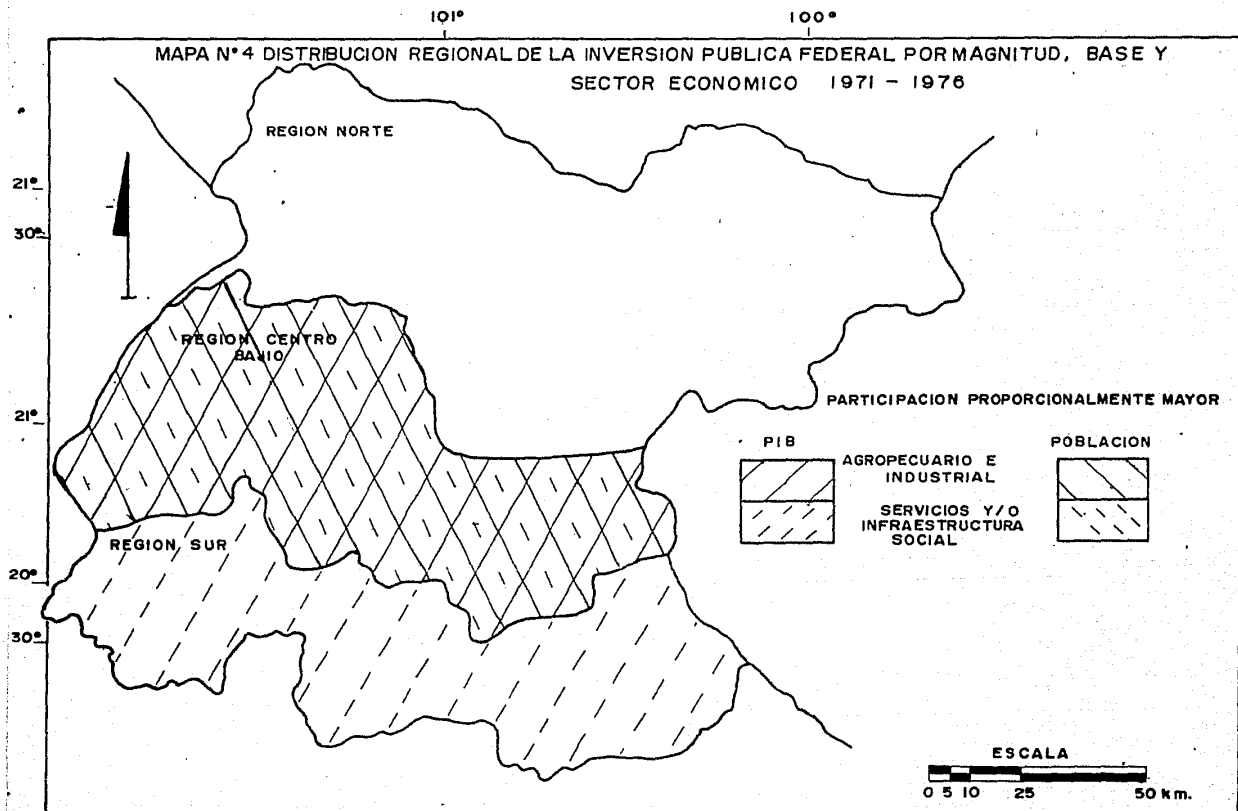 101° 100°
MAPA N° 4 DISTRIBUCION REGIONAL DE LA INVERSION PUBLICA FEDERAL POR MAGNITUD, BASE Y
SECTOR ECONOMICO 1971 - 1976
REGION NORTE
21°
30°
REGION CENTRO
BAJIO
21°
PARTICIPACION PROPORCIONALMENTE MAYOR
PIB
POBLACION
AGROPECUARIO E
INDUSTRIAL
SERVICIOS Y/O
INFRAESTRUCTURA
SOCIAL
REGION SUR
20°
30°
ESCALA
0 5 10 25 50 km.